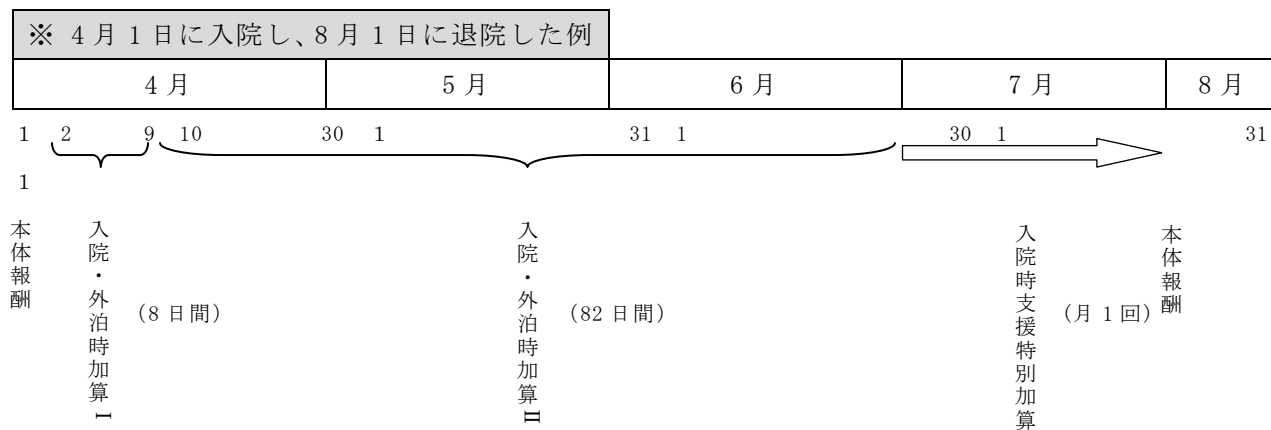 ※ 4月1日に入院し、8月1日に退院した例
4月 5月 6月 7月 8月
1 2 9 10 30 1 31 1 30 1 31
1
本体報酬
入院・外泊時加算Ⅰ
(8日間)
入院・外泊時加算Ⅱ
(82日間)
入院時支援特別加算
(月1回)
本体報酬